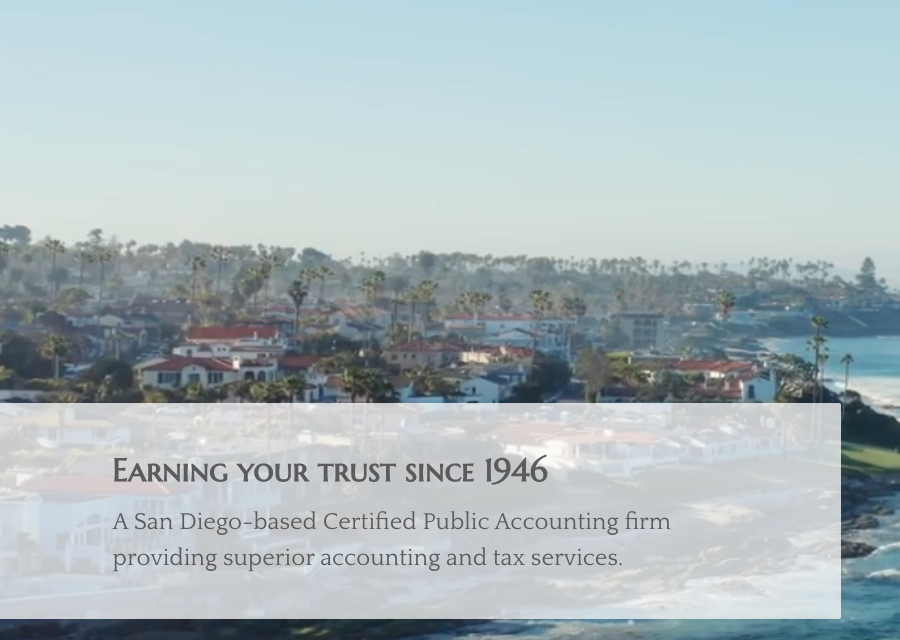 Earning your trust since 1946
A San Diego-based Certified Public Accounting firm
providing superior accounting and tax services.